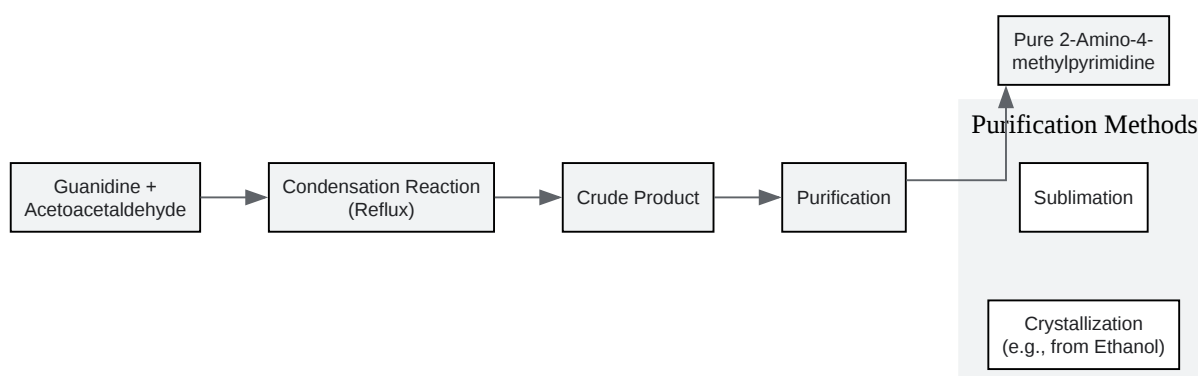 Pure 2-Amino-4-
methylpyrimidine
Purification Methods
Guanidine +
Acetoacetaldehyde
Condensation Reaction
(Reflux)
Crude Product
Purification
Sublimation
Crystallization
(e.g., from Ethanol)